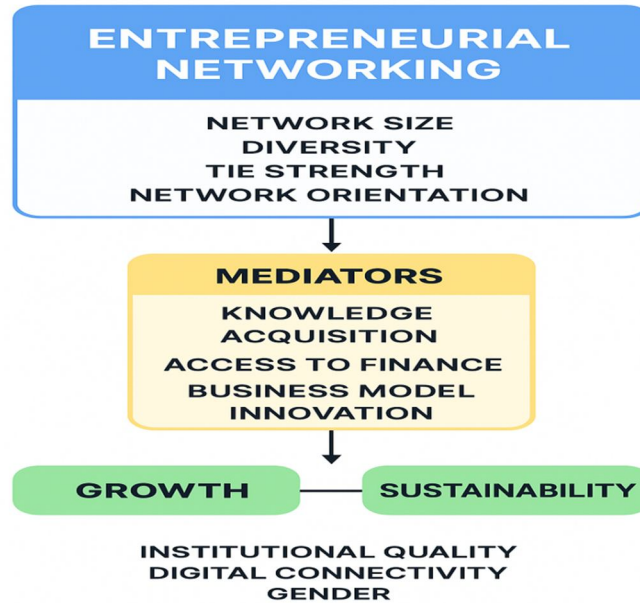 ENTREPRENEURIAL
NETWORKING
NETWORK SIZE
DIVERSITY
TIE STRENGTH
NETWORK ORIENTATION
MEDIATORS
KNOWLEDGE
ACQUISITION
ACCESS TO FINANCE
BUSINESS MODEL
INNOVATION
GROWTH
SUSTAINABILITY
INSTITUTIONAL QUALITY
DIGITAL CONNECTIVITY
GENDER